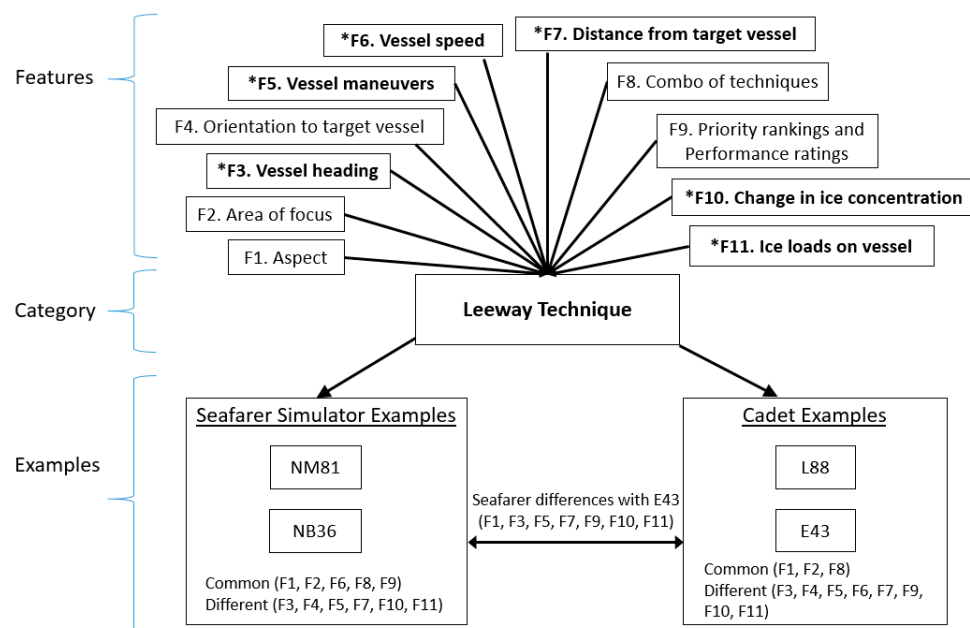 Features
*F6. Vessel speed
*F7. Distance from target vessel
*F5. Vessel maneuvers
F8. Combo of techniques
F4. Orientation to target vessel
F9. Priority rankings and
Performance ratings
*F3. Vessel heading
*F10. Change in ice concentration
F2. Area of focus
*F11. Ice loads on vessel
F1. Aspect
Category
Leeway Technique
Examples
Seafarer Simulator Examples
NM81
NB36
Common (F1, F2, F6, F8, F9)
Different (F3, F4, F5, F7, F10, F11)
Seafarer differences with E43
(F1, F3, F5, F7, F9, F10, F11)
Cadet Examples
L88
E43
Common (F1, F2, F8)
Different (F3, F4, F5, F6, F7, F9,
F10, F11)